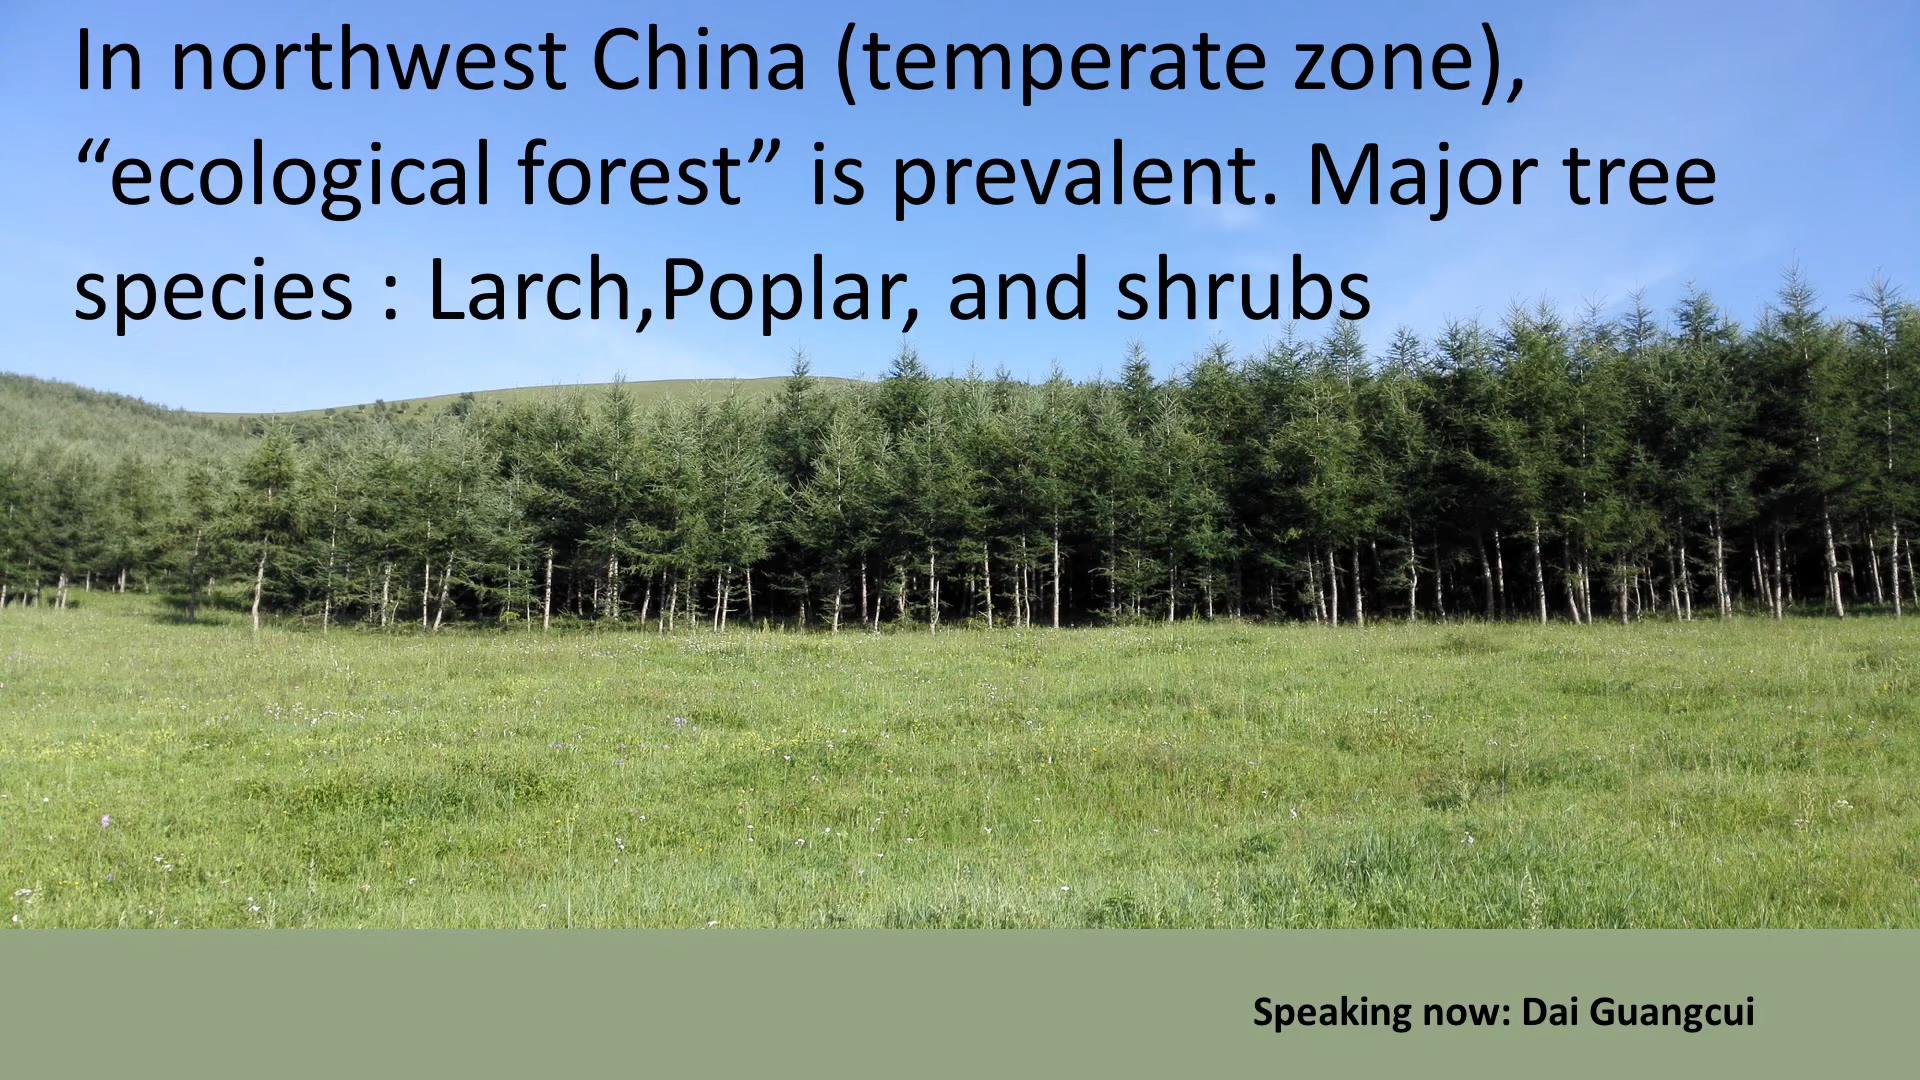 In northwest China (temperate zone),
“ecological forest” is prevalent. Major tree
species : Larch,Poplar, and shrubs
Speaking now: Dai Guangcui